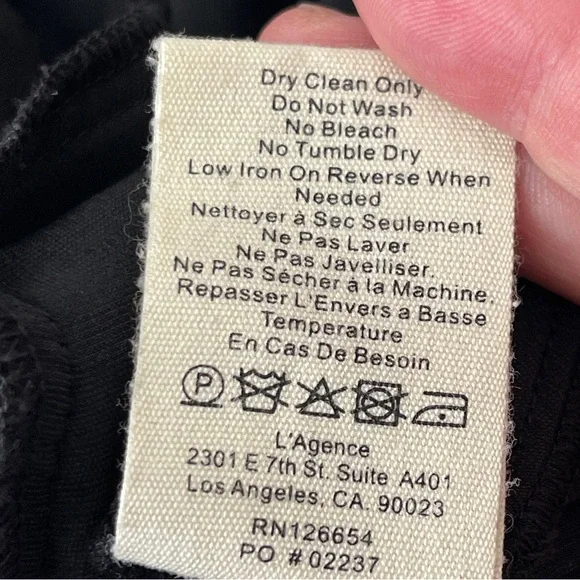 Dry Clean Only
Do Not Wash
No Bleach
No Tumble Dry
Low Iron On Reverse When
Needed
Nettoyer à Sec Seulement
Ne Pas Laver
Ne Pas Javelliser.
Ne Pas Sécher à la Machine.
Repasser L'Envers a Basse
Temperature
En Cas De Besoin
P
L'Agence
2301 E 7th St. Suite A401
Los Angeles, CA. 90023
RN126654
PO # 02237